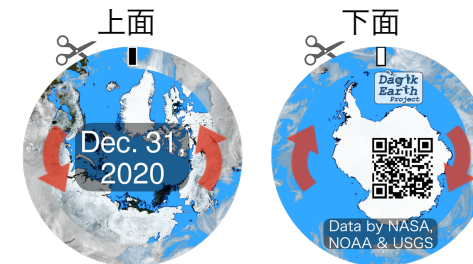 上面
下面
Dec. 31
2020
Dagik
Earth
Project
Data by NASA,
NOAA & USGS